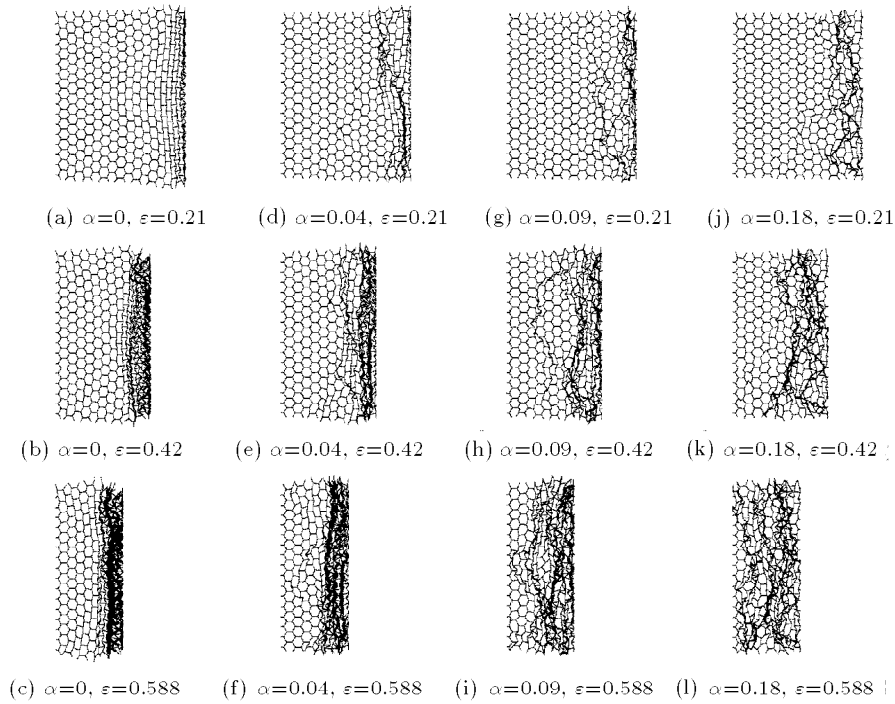 (a) α=0, ε=0.21
(d) α=0.04, ε=0.21
(g) α=0.09, ε=0.21
(j) α=0.18, ε=0.21
(b) α=0, ε=0.42
(e) α=0.04, ε=0.42
(h) α=0.09, ε=0.42
(k) α=0.18, ε=0.42
(c) α=0, ε=0.588
(f) α=0.04, ε=0.588
(i) α=0.09, ε=0.588
(l) α=0.18, ε=0.588